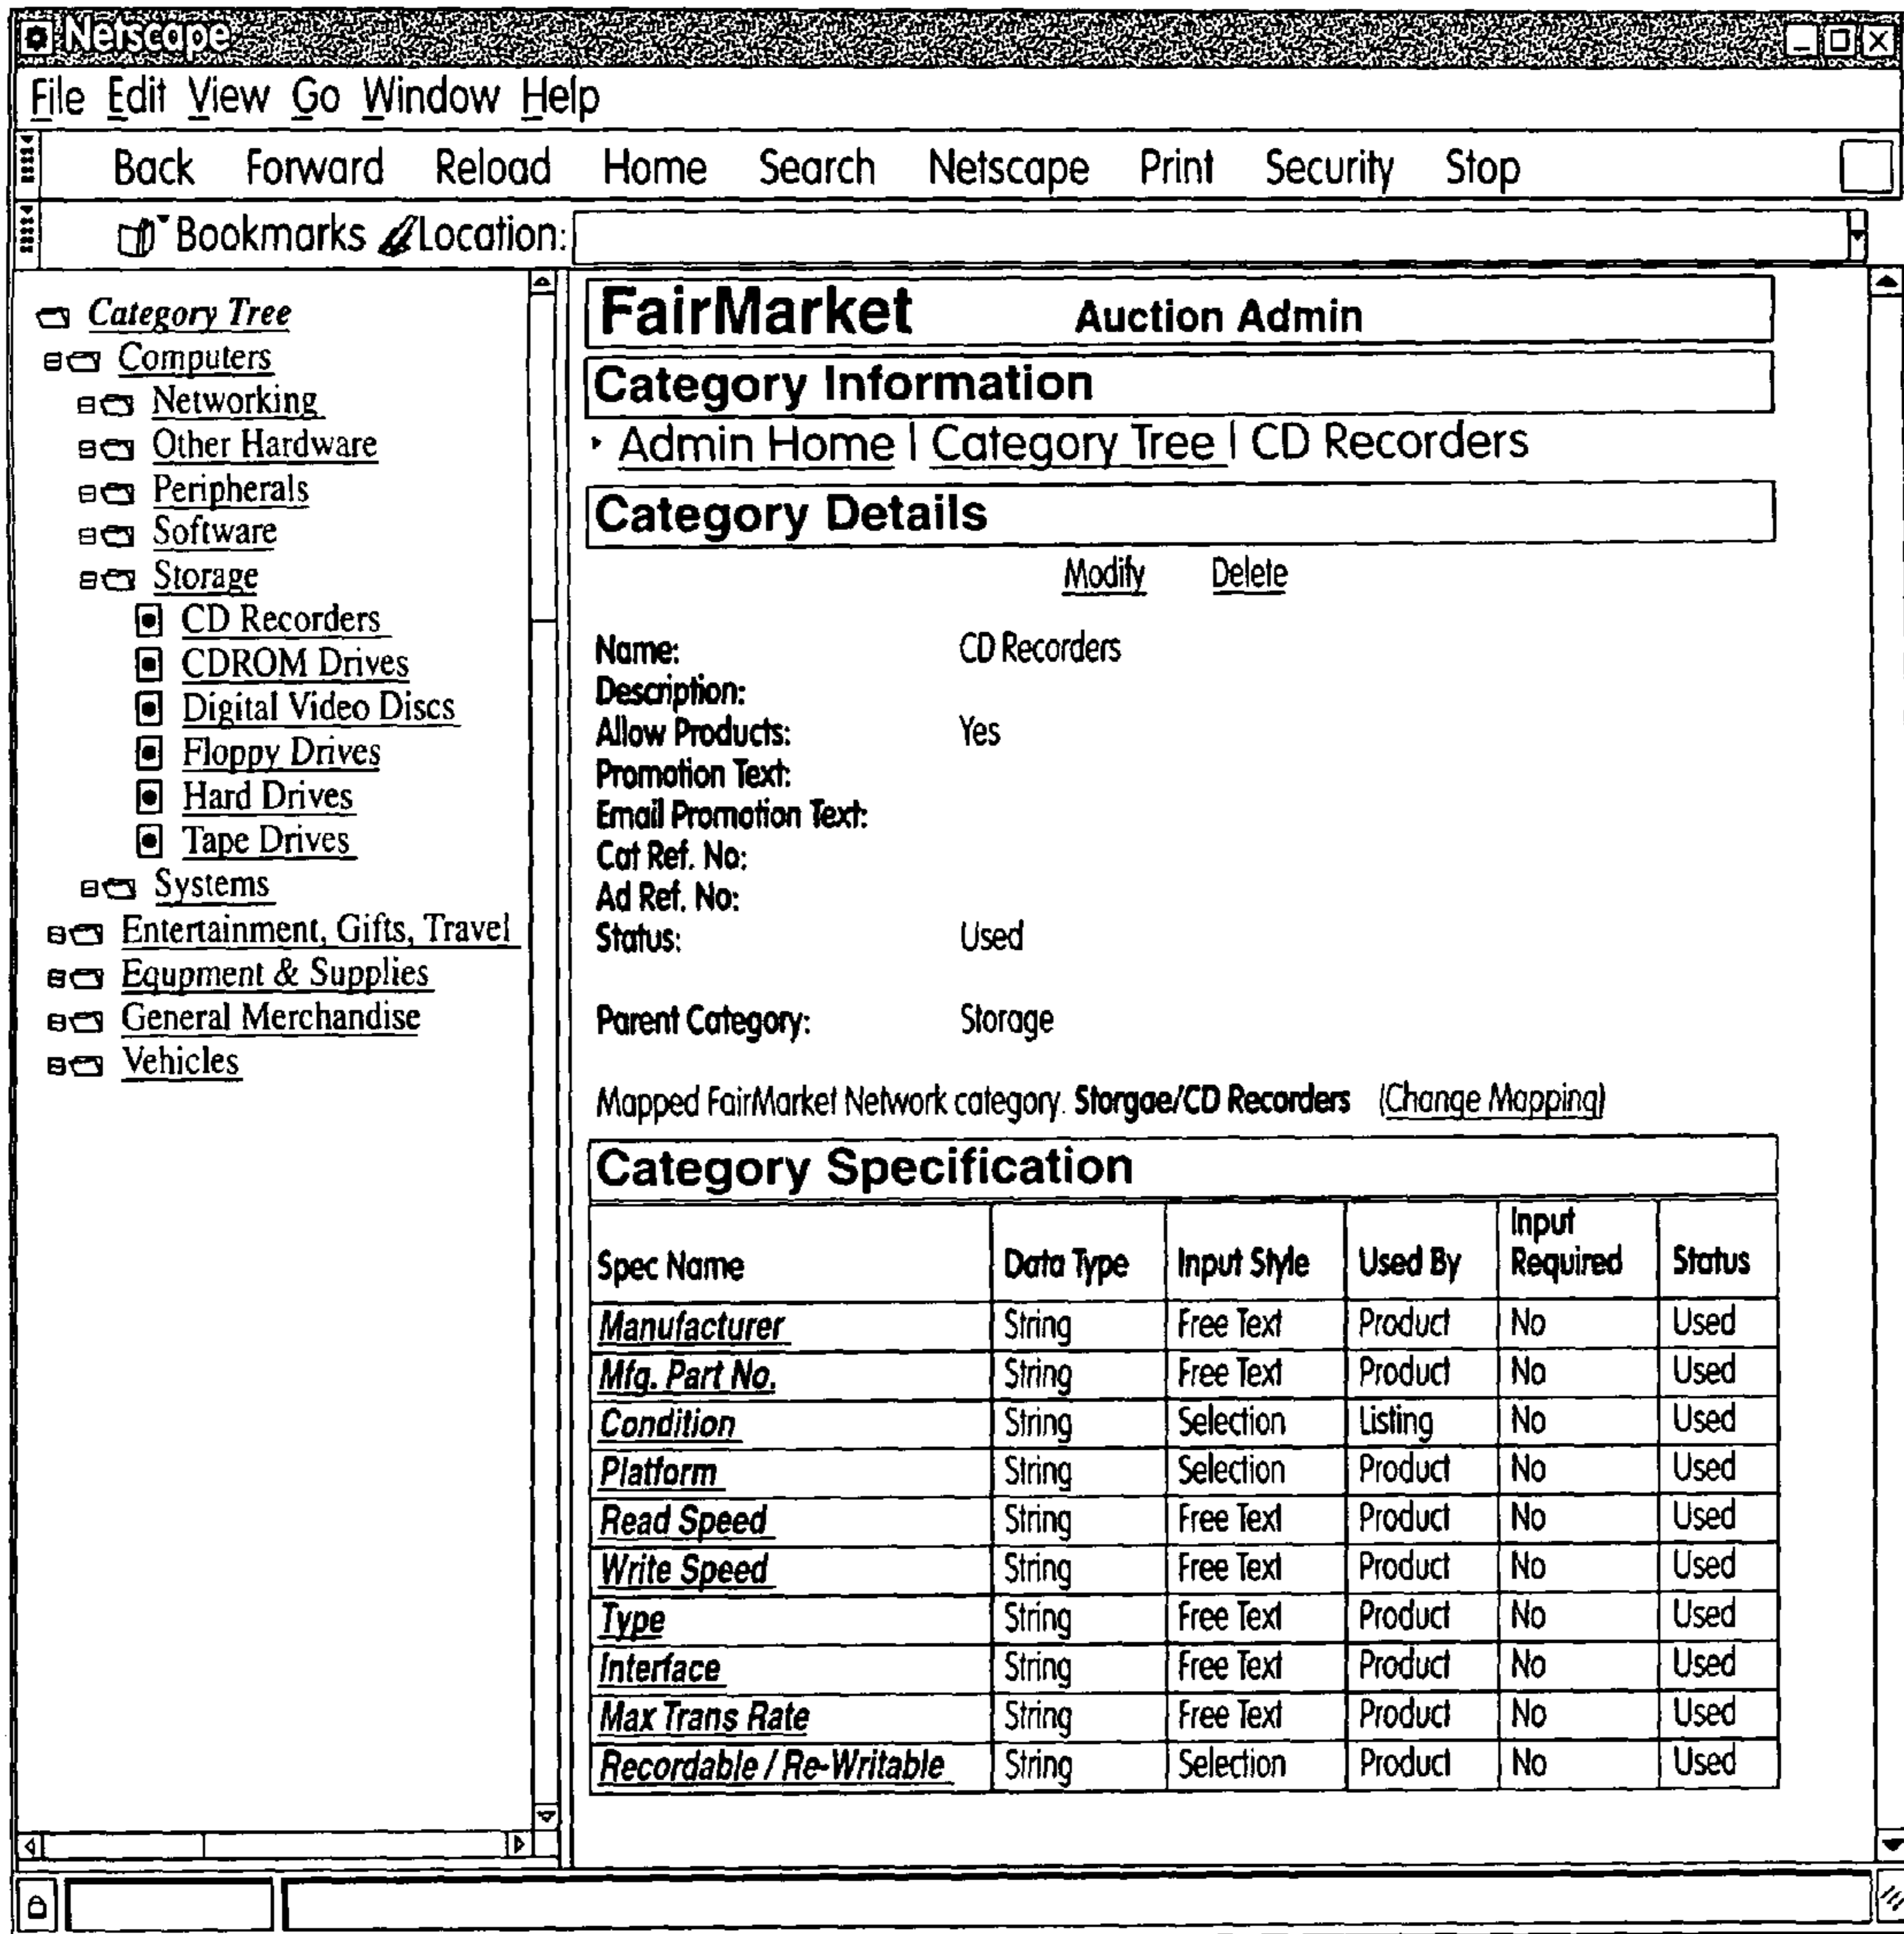 Netscape
File Edit View Go Window Help
Back Forward Reload Home Search Netscape Print Security Stop
Bookmarks Location:
Category Tree
Computers
Networking
Other Hardware
Peripherals
Software
Storage
CD Recorders
CDROM Drives
Digital Video Discs
Floppy Drives
Hard Drives
Tape Drives
Systems
Entertainment, Gifts, Travel
Equpment & Supplies
General Merchandise
Vehicles
FairMarket Auction Admin
Category Information
Admin Home | Category Tree | CD Recorders
Category Details
Modify Delete
Name: CD Recorders
Description:
Allow Products: Yes
Promotion Text:
Email Promotion Text:
Cat Ref. No:
Ad Ref. No:
Status: Used
Parent Category: Storage
Mapped FairMarket Network category. Storgae/CD Recorders (Change Mapping)
Category Specification
Spec Name Data Type Input Style Used By Input Required Status
Manufacturer String Free Text Product No Used
Mfg. Part No. String Free Text Product No Used
Condition String Selection Listing No Used
Platform String Selection Product No Used
Read Speed String Free Text Product No Used
Write Speed String Free Text Product No Used
Type String Free Text Product No Used
Interface String Free Text Product No Used
Max Trans Rate String Free Text Product No Used
Recordable / Re-Writable String Selection Product No Used